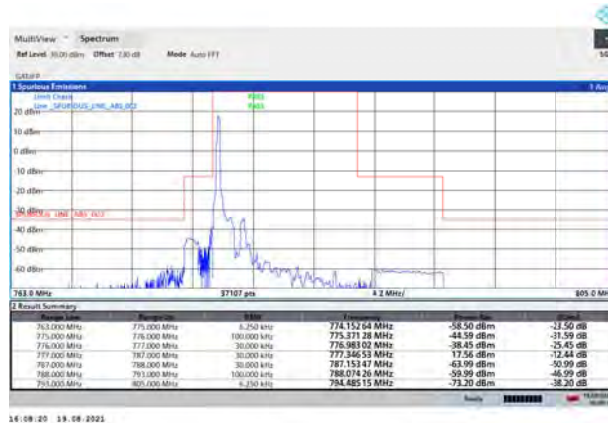 MultiView Spectrum
Ref Level 30.00 dBm Offset 7.30 dB Mode Auto FFT
GATED
1 Spurious Emissions
Limit Check PASS
Line _SPURIOUS_LINE_ABS_002 PASS
20 dBm
10 dBm
0 dBm
-10 dBm
-20 dBm
-30 dBm
_SPURIOUS_LINE_ABS_002
-40 dBm
-50 dBm
-60 dBm
763.0 MHz 37107 pts 4.2 MHz/ 805.0 M
2 Result Summary
Range Low Range Up RBW Frequency Power Abs ΔLimit
763.000 MHz 775.000 MHz 6.250 kHz 774.15264 MHz -58.50 dBm -23.50 dB
775.000 MHz 776.000 MHz 100.000 kHz 775.37128 MHz -44.59 dBm -31.59 dB
776.000 MHz 777.000 MHz 30.000 kHz 776.98302 MHz -38.45 dBm -25.45 dB
777.000 MHz 787.000 MHz 30.000 kHz 777.34653 MHz 17.56 dBm -12.44 dB
787.000 MHz 788.000 MHz 30.000 kHz 787.15347 MHz -63.99 dBm -50.99 dB
788.000 MHz 793.000 MHz 100.000 kHz 788.07426 MHz -59.99 dBm -46.99 dB
793.000 MHz 805.000 MHz 6.250 kHz 794.48515 MHz -73.20 dBm -38.20 dB
Ready
16:08:20 19.08.2021